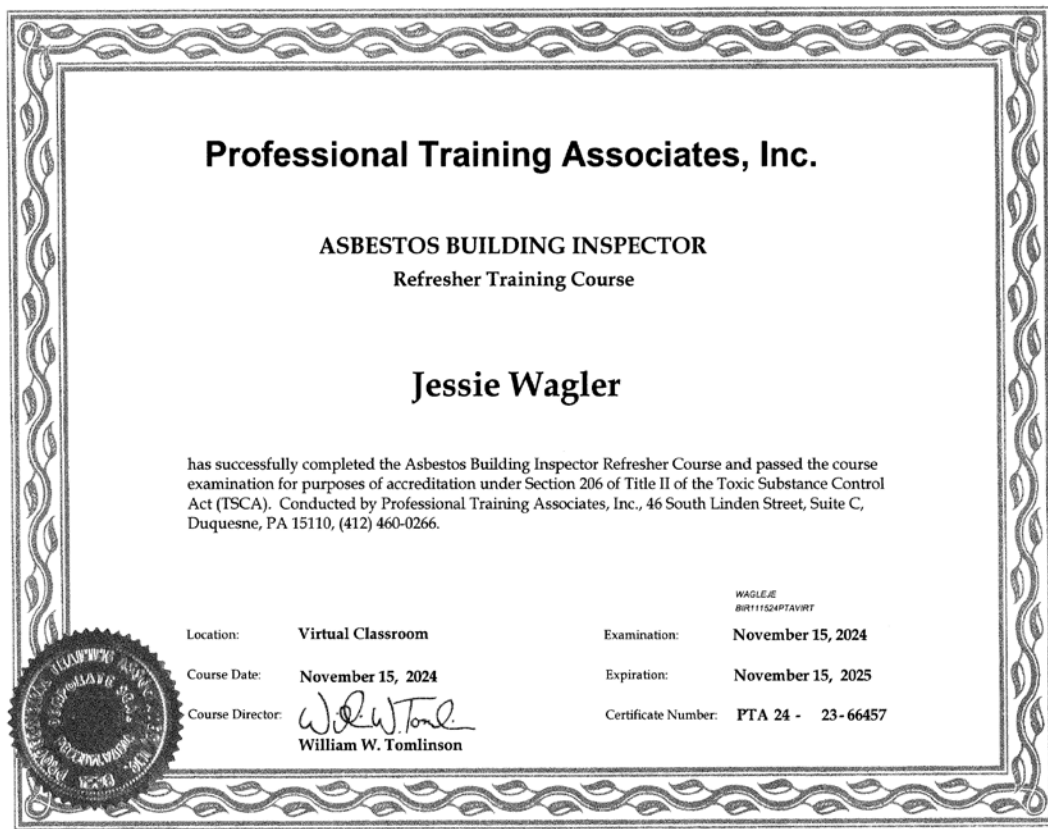 Professional Training Associates, Inc.
ASBESTOS BUILDING INSPECTOR
Refresher Training Course
Jessie Wagler
has successfully completed the Asbestos Building Inspector Refresher Course and passed the course
examination for purposes of accreditation under Section 206 of Title II of the Toxic Substance Control
Act (TSCA). Conducted by Professional Training Associates, Inc., 46 South Linden Street, Suite C,
Duquesne, PA 15110, (412) 460-0266.
WAGLEJE
BIR111524PTAVIRT
Location: Virtual Classroom Examination: November 15, 2024
Course Date: November 15, 2024 Expiration: November 15, 2025
Course Director: Certificate Number: PTA 24 - 23-66457
William W. Tomlinson